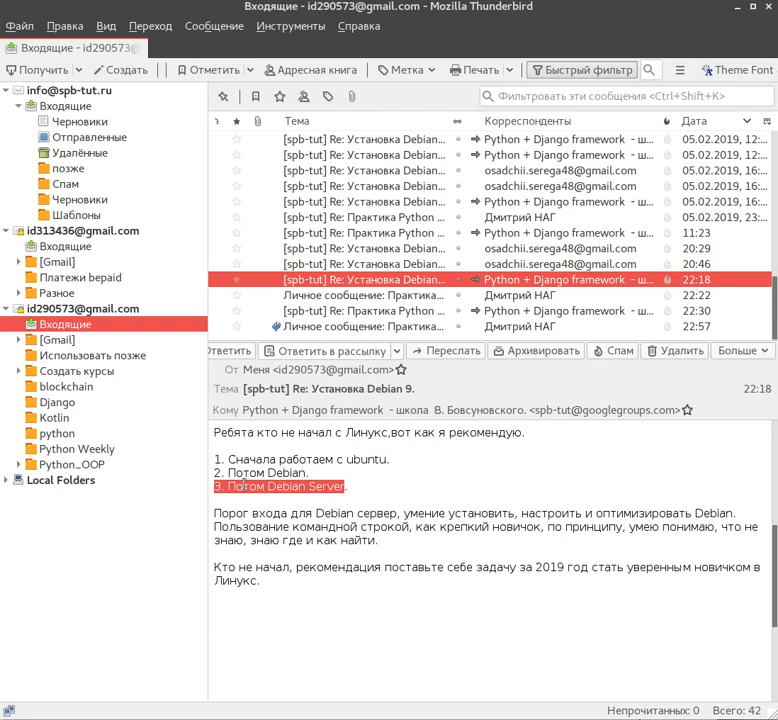 Входящие - id290573@gmail.com - Mozilla Thunderbird
Файл Правка Вид Переход Сообщение Инструменты Справка
Входящие - id290573@
Получить Создать Отметить Адресная книга Метка Печать Быстрый фильтр Theme Font
info@spb-tut.ru
Входящие
Черновики
Отправленные
Удалённые
позже
Спам
Черновики
Шаблоны
id313436@gmail.com
Входящие
[Gmail]
Платежи bepaid
Разное
id290573@gmail.com
Входящие
[Gmail]
Использовать позже
Создать курсы
blockchain
Django
Kotlin
python
Python Weekly
Python_OOP
Local Folders
Фильтровать эти сообщения <Ctrl+Shift+K>
Тема Корреспонденты Дата
[spb-tut] Re: Установка Debian... Python + Django framework - ш... 05.02.2019, 12:...
[spb-tut] Re: Установка Debian... Python + Django framework - ш... 05.02.2019, 12:...
[spb-tut] Re: Установка Debian... osadchii.serega48@gmail.com 05.02.2019, 16:...
[spb-tut] Re: Установка Debian... osadchii.serega48@gmail.com 05.02.2019, 16:...
[spb-tut] Re: Установка Debian... Python + Django framework - ш... 05.02.2019, 16:...
[spb-tut] Re: Практика Python ... Дмитрий НАГ 05.02.2019, 23:...
[spb-tut] Re: Установка Debian... Python + Django framework - ш... 11:23
[spb-tut] Re: Установка Debian... osadchii.serega48@gmail.com 20:29
[spb-tut] Re: Установка Debian... osadchii.serega48@gmail.com 20:46
[spb-tut] Re: Установка Debian... Python + Django framework - ш... 22:18
Личное сообщение: Практика... Дмитрий НАГ 22:22
[spb-tut] Re: Практика Python ... Python + Django framework - ш... 22:30
Личное сообщение: Практика... Дмитрий НАГ 22:57
Ответить Ответить в рассылку Переслать Архивировать Спам Удалить Больше
От Меня <id290573@gmail.com>
Тема [spb-tut] Re: Установка Debian 9. 22:18
Кому Python + Django framework - школа В. Бовсуновского. <spb-tut@googlegroups.com>
Ребята кто не начал с Линукс,вот как я рекомендую.
1. Сначала работаем с ubuntu.
2. Потом Debian.
3. Потом Debian Server.
Порог входа для Debian сервер, умение установить, настроить и оптимизировать Debian.
Пользование командной строкой, как крепкий новичок, по принципу, умею понимаю, что не
знаю, знаю где и как найти.
Кто не начал, рекомендация поставьте себе задачу за 2019 год стать уверенным новичком в
Линукс.
Непрочитанных: 0 Всего: 42